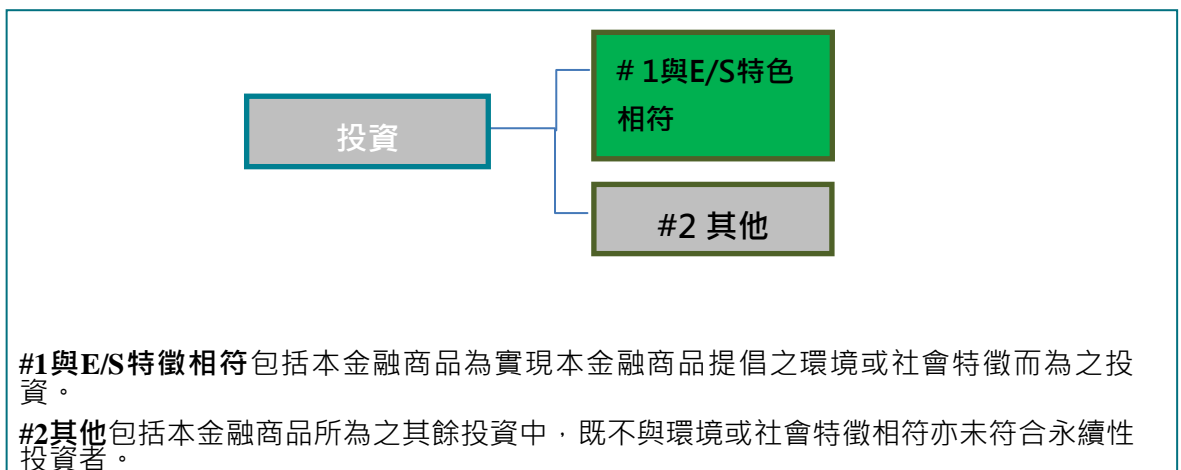 # 1與E/S特色
相符
投資
#2 其他
#1與E/S特徵相符包括本金融商品為實現本金融商品提倡之環境或社會特徵而為之投
資。
#2其他包括本金融商品所為之其餘投資中，既不與環境或社會特徵相符亦未符合永續性
投資者。